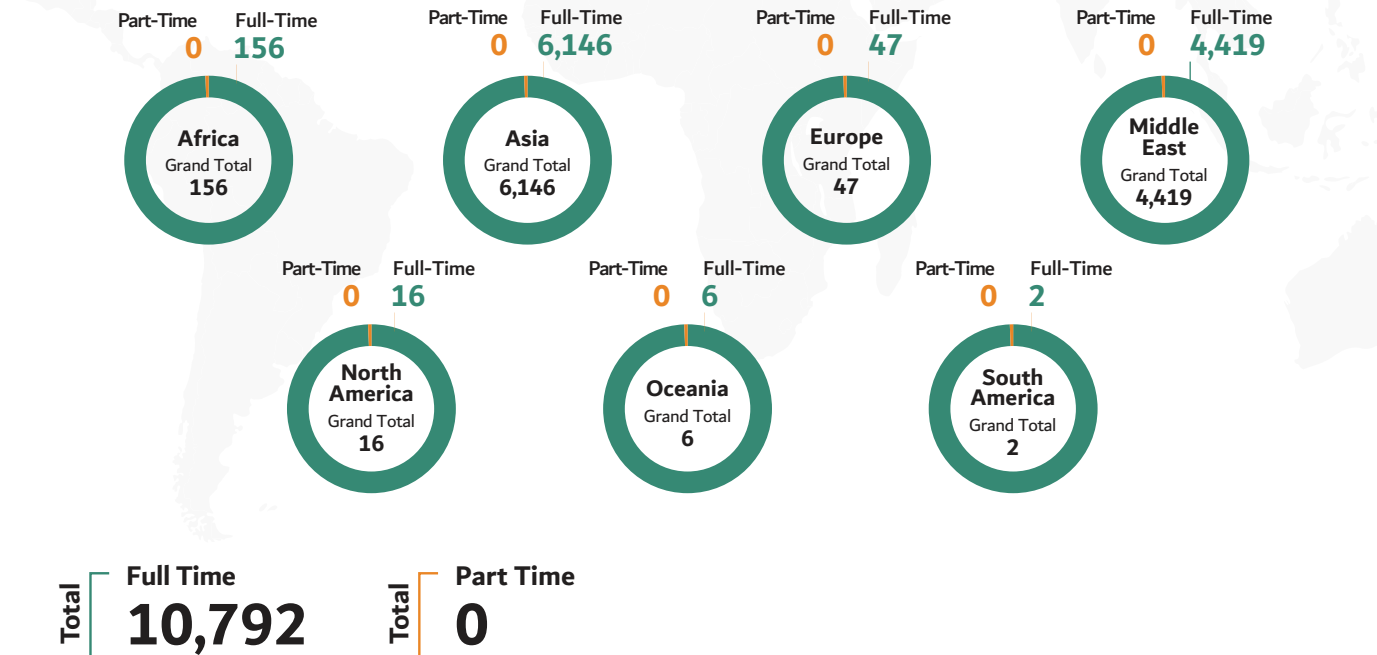 Part-Time Full-Time
0 156
Africa
Grand Total
156
Part-Time Full-Time
0 6,146
Asia
Grand Total
6,146
Part-Time Full-Time
0 47
Europe
Grand Total
47
Part-Time Full-Time
0 4,419
Middle
East
Grand Total
4,419
Part-Time Full-Time
0 16
North
America
Grand Total
16
Part-Time Full-Time
0 6
Oceania
Grand Total
6
Part-Time Full-Time
0 2
South
America
Grand Total
2
Total
Full Time
10,792
Total
Part Time
0